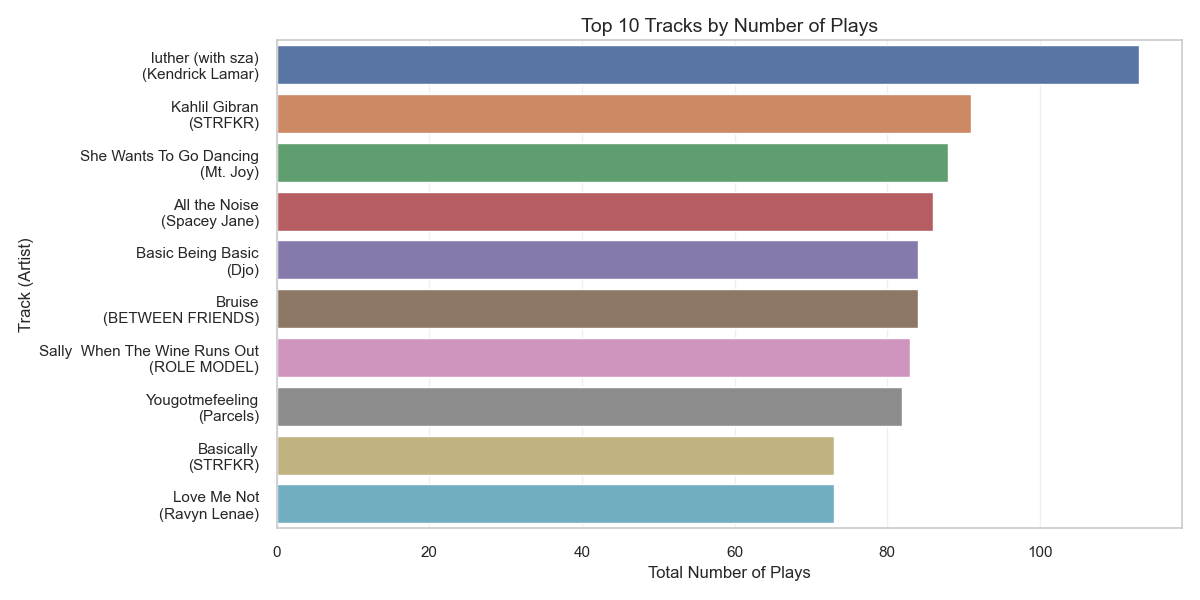 Top 10 Tracks by Number of Plays
luther (with sza)
(Kendrick Lamar)
Kahlil Gibran
(STRFKR)
She Wants To Go Dancing
(Mt. Joy)
All the Noise
(Spacey Jane)
Basic Being Basic
(Djo)
Bruise
(BETWEEN FRIENDS)
Sally  When The Wine Runs Out
(ROLE MODEL)
Yougotmefeeling
(Parcels)
Basically
(STRFKR)
Love Me Not
(Ravyn Lenae)
Track (Artist)
0 20 40 60 80 100
Total Number of Plays